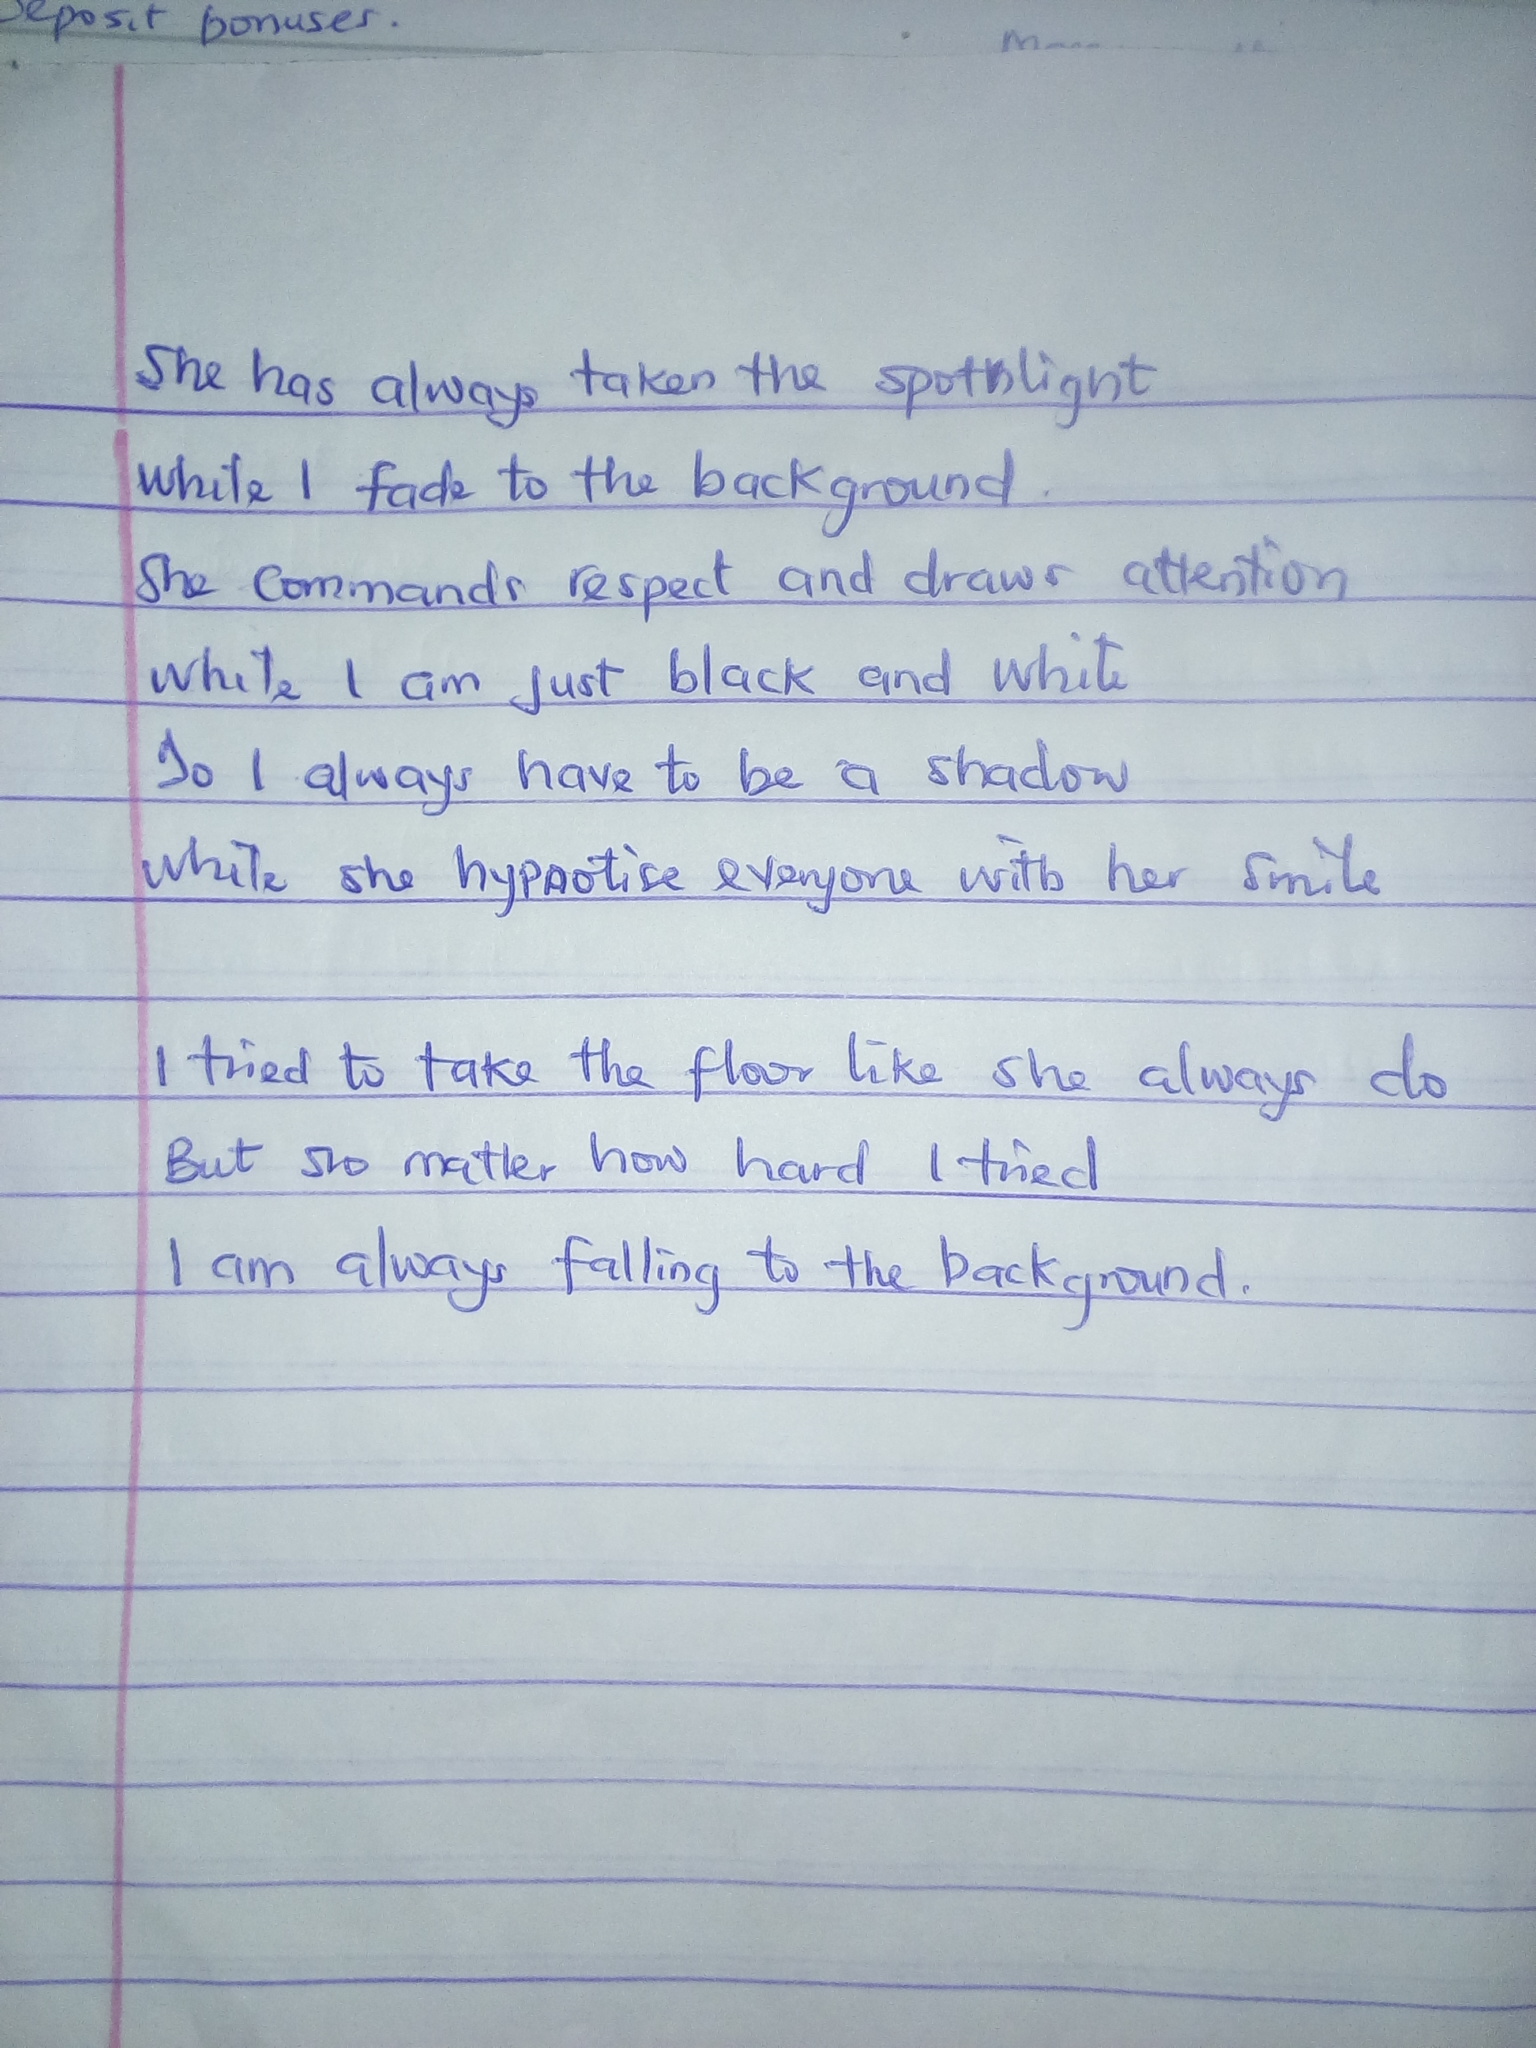 Deposit bonuses.
She has always taken the spotlight
while I fade to the background.
She commands respect and draws attention
while I am just black and white
So I always have to be a shadow
while she hypnotise everyone with her smile
I tried to take the floor like she always do
But no matter how hard I tried
I am always falling to the background.